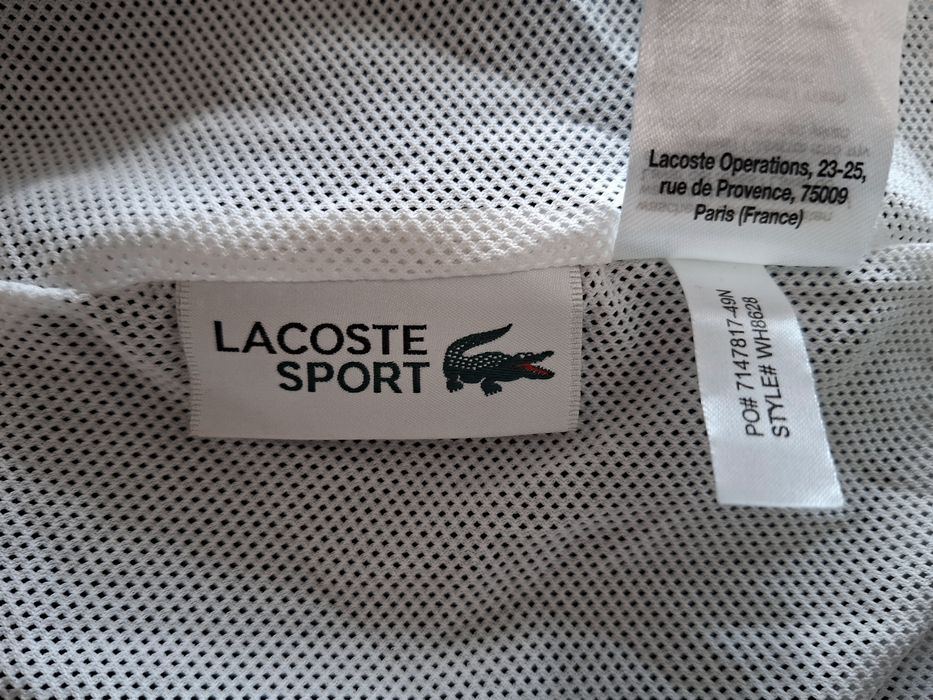 Lacoste Operations, 23-25,
rue de Provence, 75009
Paris (France)
LACOSTE
SPORT
PO# 7147817-49N
STYLE# WH8628